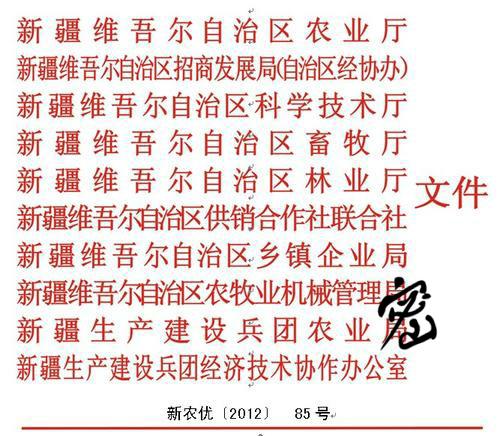 新疆维吾尔自治区农业厅
新疆维吾尔自治区招商发展局(自治区经协办)
新疆维吾尔自治区科学技术厅
新疆维吾尔自治区畜牧厅
新疆维吾尔自治区林业厅
新疆维吾尔自治区供销合作社联合社
新疆维吾尔自治区乡镇企业局
新疆维吾尔自治区农牧业机械管理局
新疆生产建设兵团农业局
新疆生产建设兵团经济技术协作办公室
文件
密
新农优〔2012〕 85号